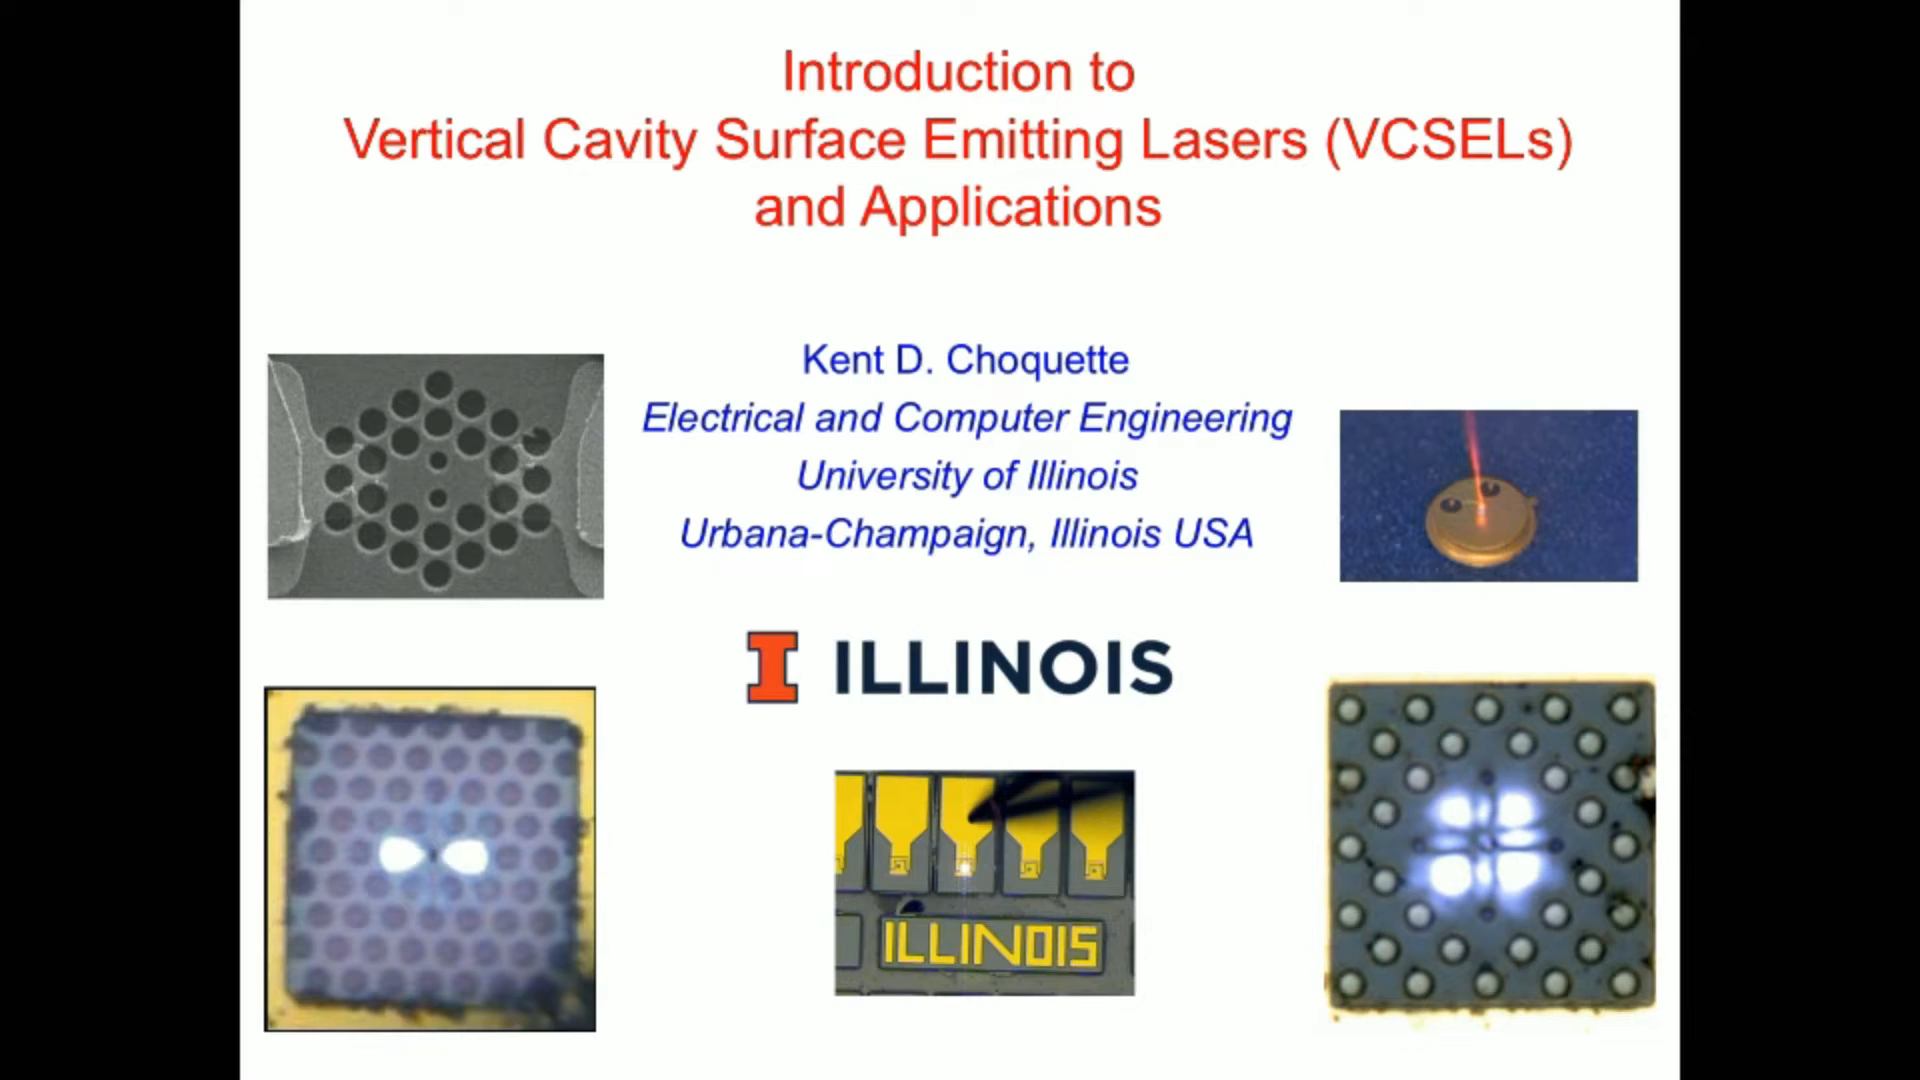 Introduction to
Vertical Cavity Surface Emitting Lasers (VCSELs)
and Applications
Kent D. Choquette
Electrical and Computer Engineering
University of Illinois
Urbana-Champaign, Illinois USA
I ILLINOIS
ILLINOIS